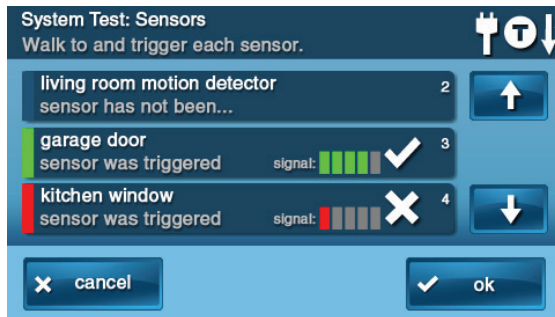 System Test: Sensors
Walk to and trigger each sensor.
T
living room motion detector
2
sensor has not been...
garage door
3
sensor was triggered
signal:
kitchen window
4
sensor was triggered
signal:
cancel
ok